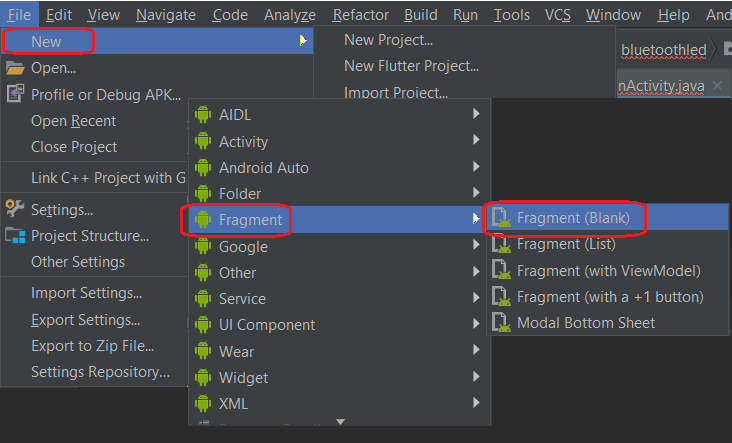 File Edit View Navigate Code Analyze Refactor Build Run Tools VCS Window Help And
New
Open...
Profile or Debug APK...
Open Recent
Close Project
Link C++ Project with G
Settings...
Project Structure...
Other Settings
Import Settings...
Export Settings...
Export to Zip File...
Settings Repository...
New Project...
New Flutter Project...
Import Project...
bluetoothled
nActivity.java
AIDL
Activity
Android Auto
Folder
Fragment
Google
Other
Service
UI Component
Wear
Widget
XML
Fragment (Blank)
Fragment (List)
Fragment (with ViewModel)
Fragment (with a +1 button)
Modal Bottom Sheet